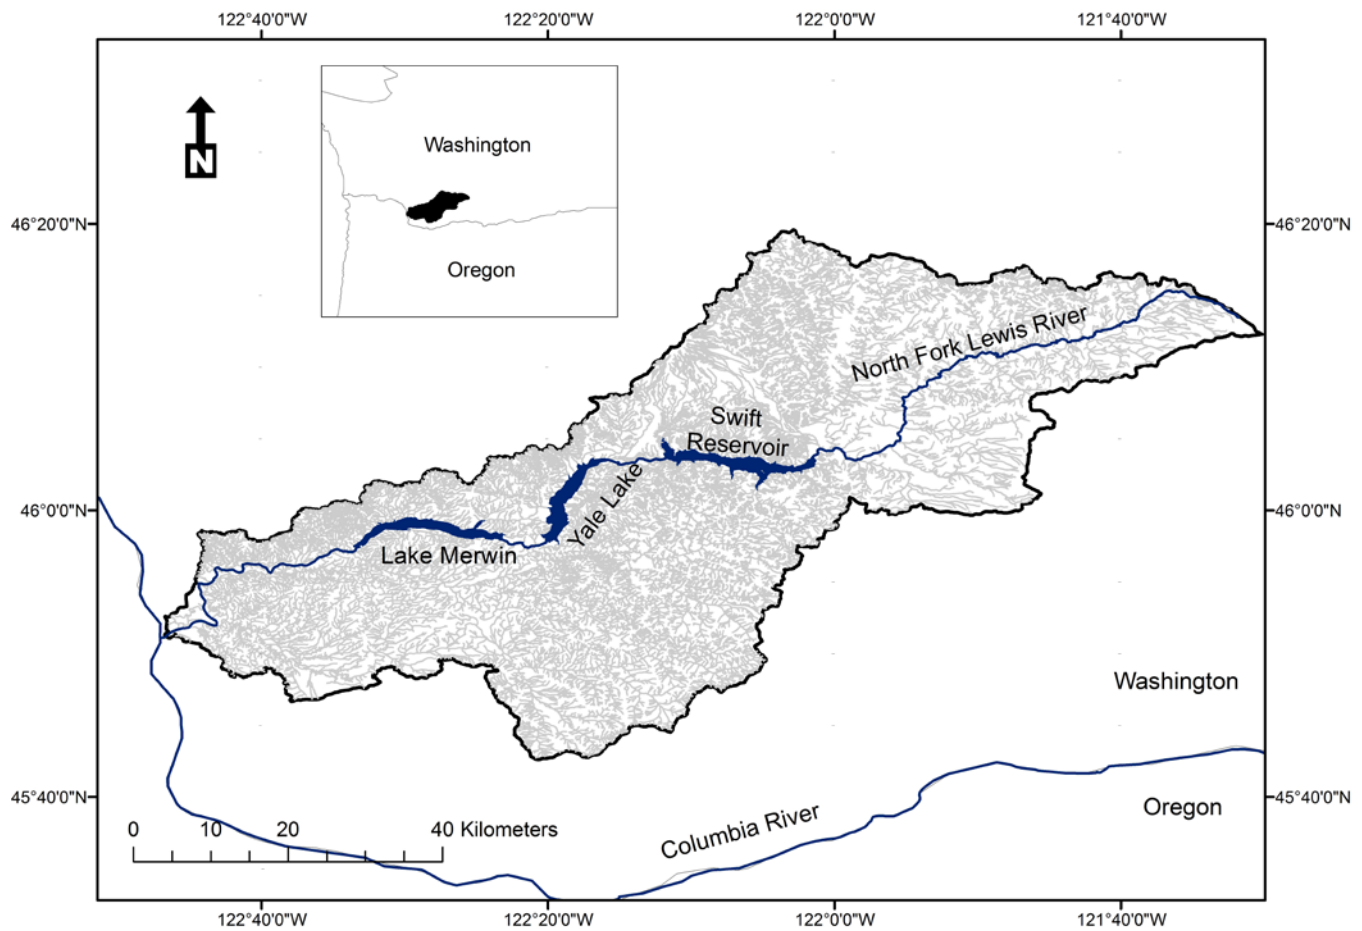 122°40'0"W 122°20'0"W 122°0'0"W 121°40'0"W
N
Washington
Oregon
46°20'0"N 46°20'0"N
North Fork Lewis River
Swift
Reservoir
Yale Lake
46°0'0"N 46°0'0"N
Lake Merwin
Washington
45°40'0"N 45°40'0"N
Oregon
Columbia River
0 10 20 40 Kilometers
122°40'0"W 122°20'0"W 122°0'0"W 121°40'0"W